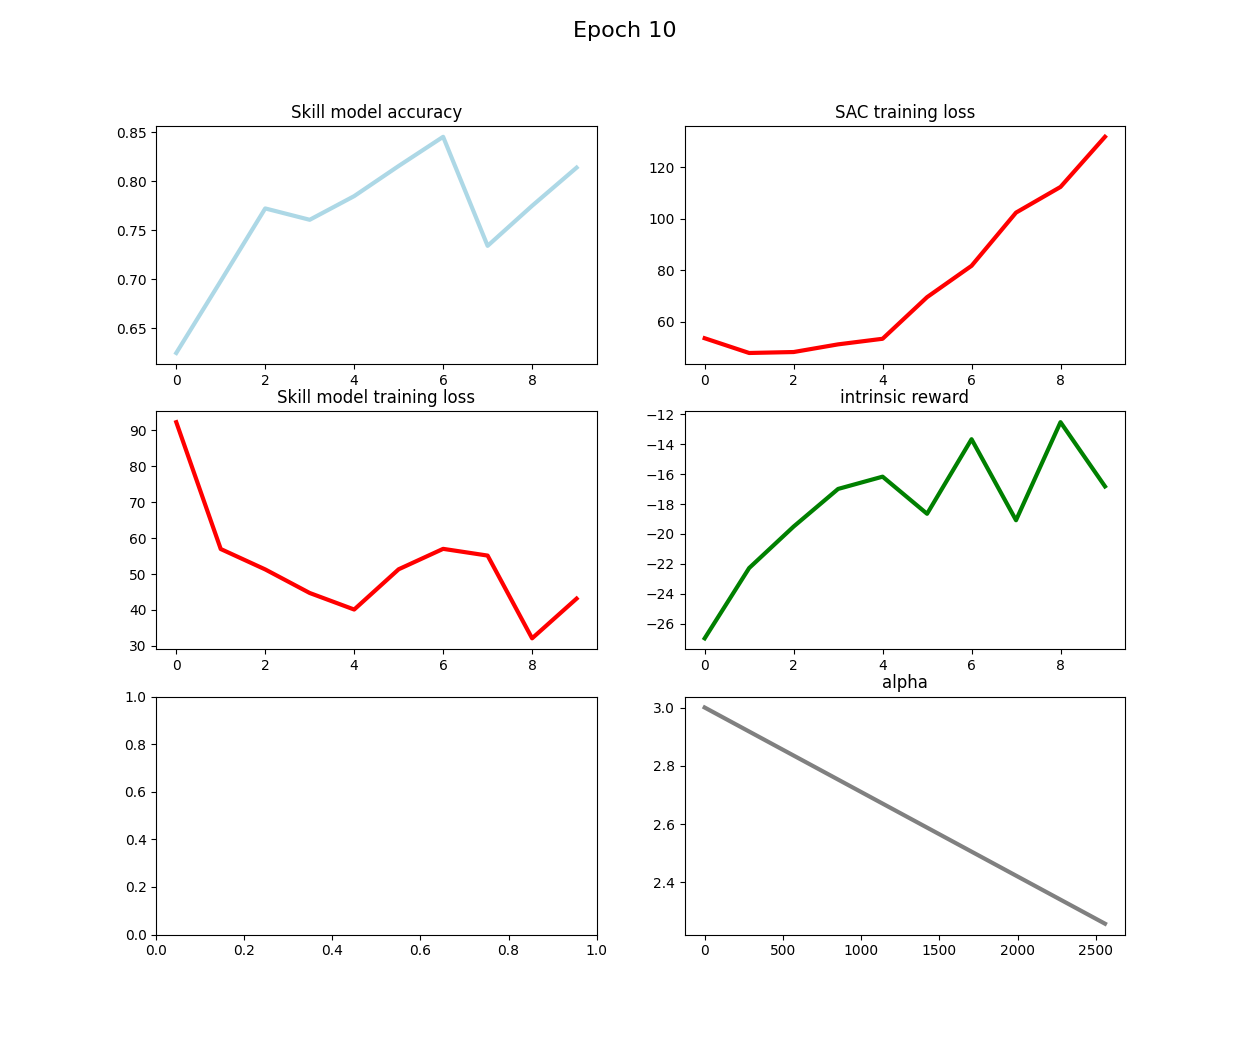 Epoch 10
Skill model accuracy
0.85
0.80
0.75
0.70
0.65
0 2 4 6 8
SAC training loss
120
100
80
60
0 2 4 6 8
Skill model training loss
90
80
70
60
50
40
30
0 2 4 6 8
intrinsic reward
−12
−14
−16
−18
−20
−22
−24
−26
0 2 4 6 8
1.0
0.8
0.6
0.4
0.2
0.0
0.0 0.2 0.4 0.6 0.8 1.0
alpha
3.0
2.8
2.6
2.4
0 500 1000 1500 2000 2500